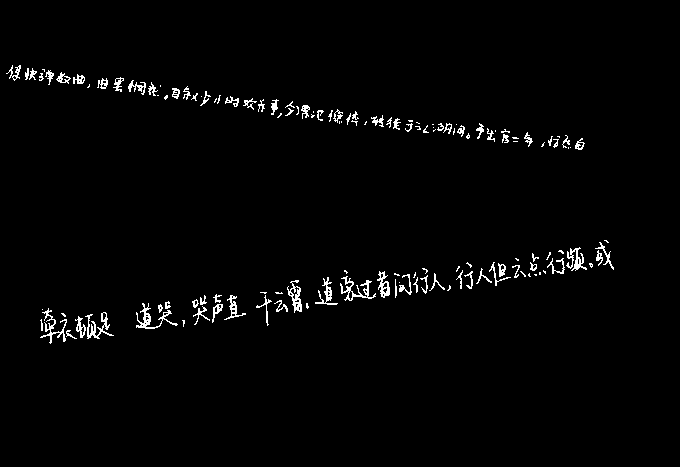 使快弹数曲,曲罢悯然。自叙少小时欢乐事,今漂沦憔悴,转徙于江湖间。予出官二年,恬然自
牵衣顿足 道哭,哭声直干云霄。道旁过者问行人,行人但云点行频。或